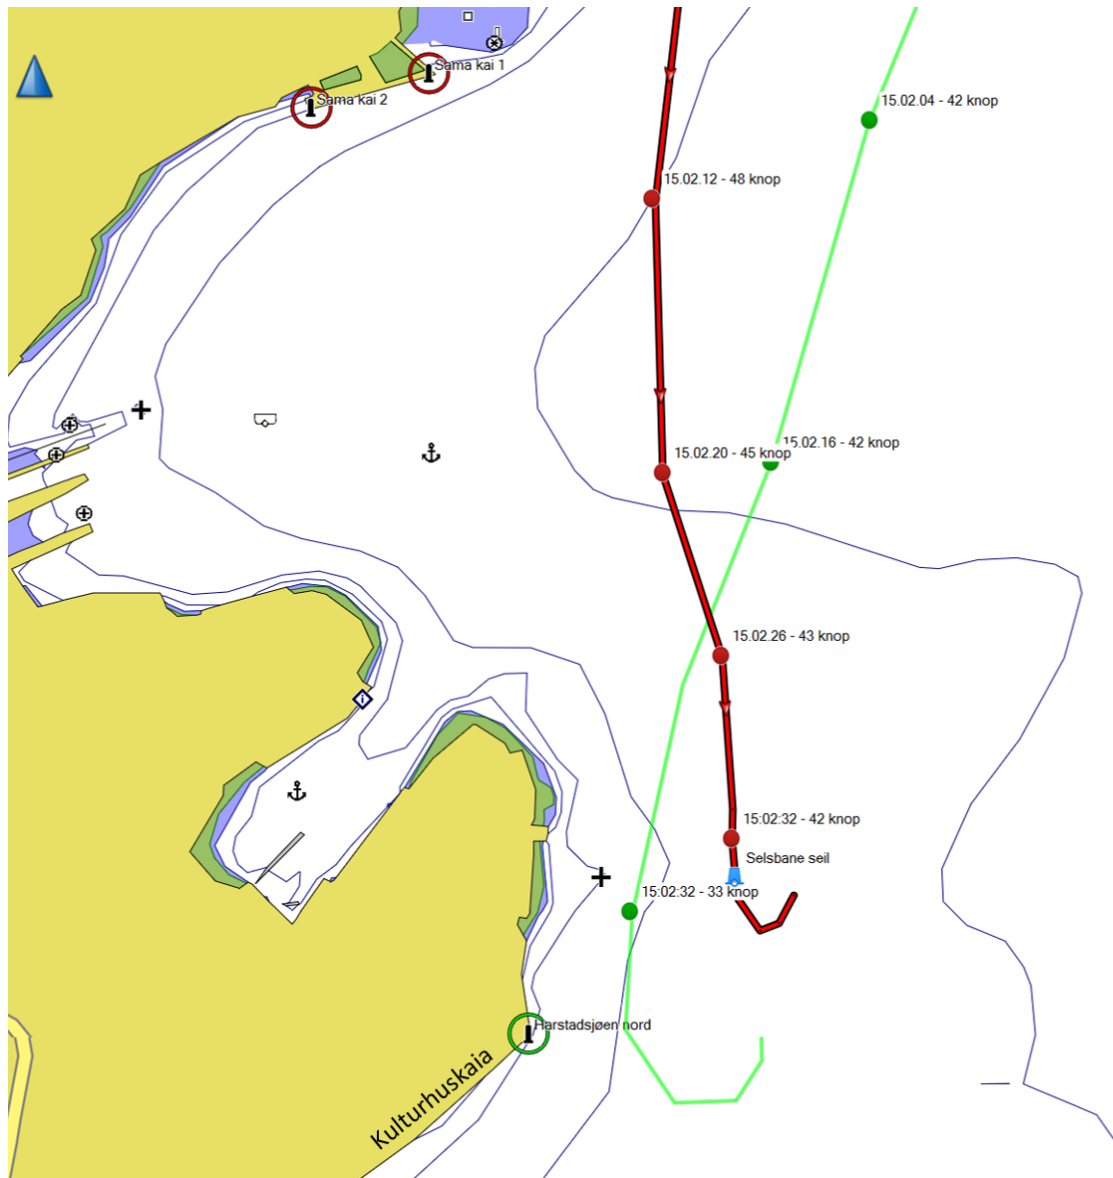 Sama kai 1
Sama kai 2
15.02.04 - 42 knop
15.02.12 - 48 knop
15.02.16 - 42 knop
15.02.20 - 45 knop
15.02.26 - 43 knop
15:02:32 - 42 knop
Selsbane seil
15:02:32 - 33 knop
Harstadsjøen nord
Kulturhuskaia